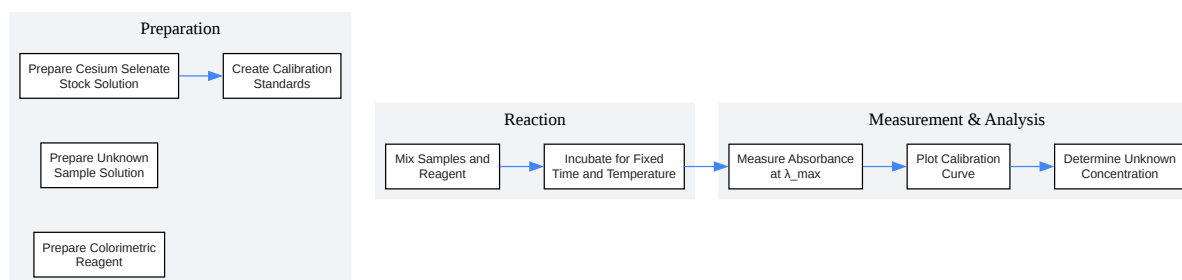 Preparation
Prepare Cesium Selenate
Stock Solution
Create Calibration
Standards
Prepare Unknown
Sample Solution
Prepare Colorimetric
Reagent
Reaction
Mix Samples and
Reagent
Incubate for Fixed
Time and Temperature
Measurement & Analysis
Measure Absorbance
at λ_max
Plot Calibration
Curve
Determine Unknown
Concentration